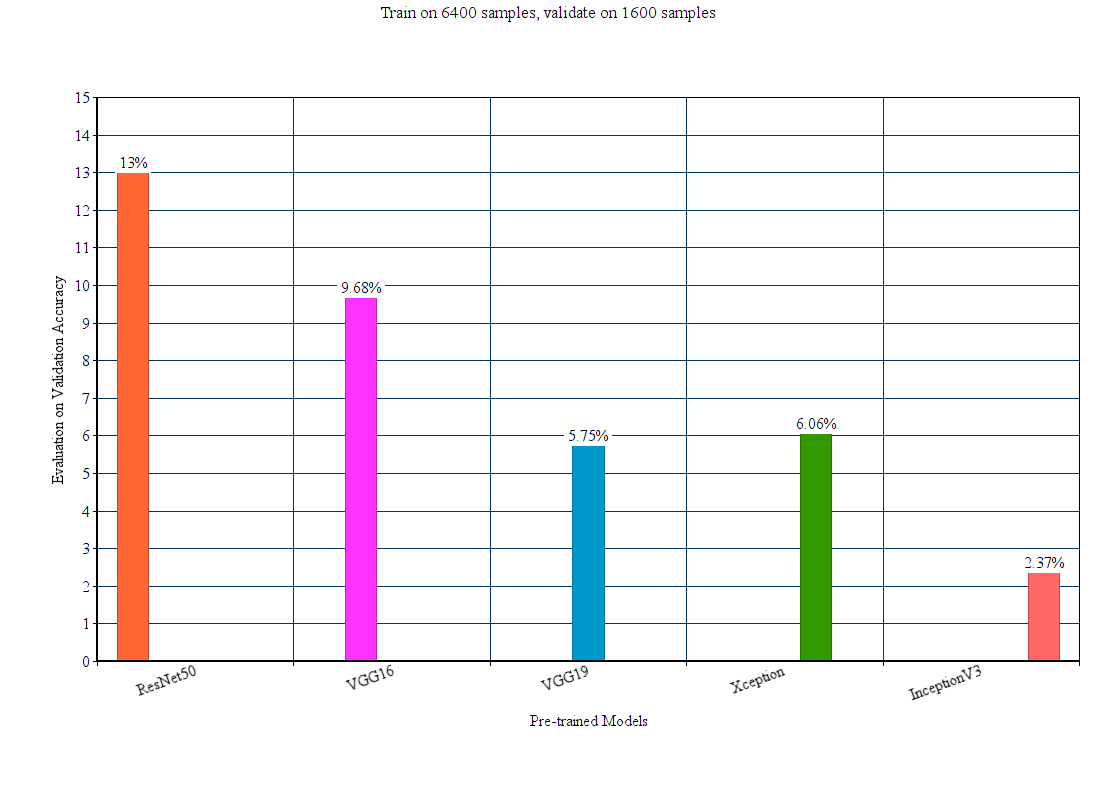 Train on 6400 samples, validate on 1600 samples
Evaluation on Validation Accuracy
15
14
13
12
11
10
9
8
7
6
5
4
3
2
1
0
13%
9.68%
5.75%
6.06%
2.37%
ResNet50
VGG16
VGG19
Xception
InceptionV3
Pre-trained Models